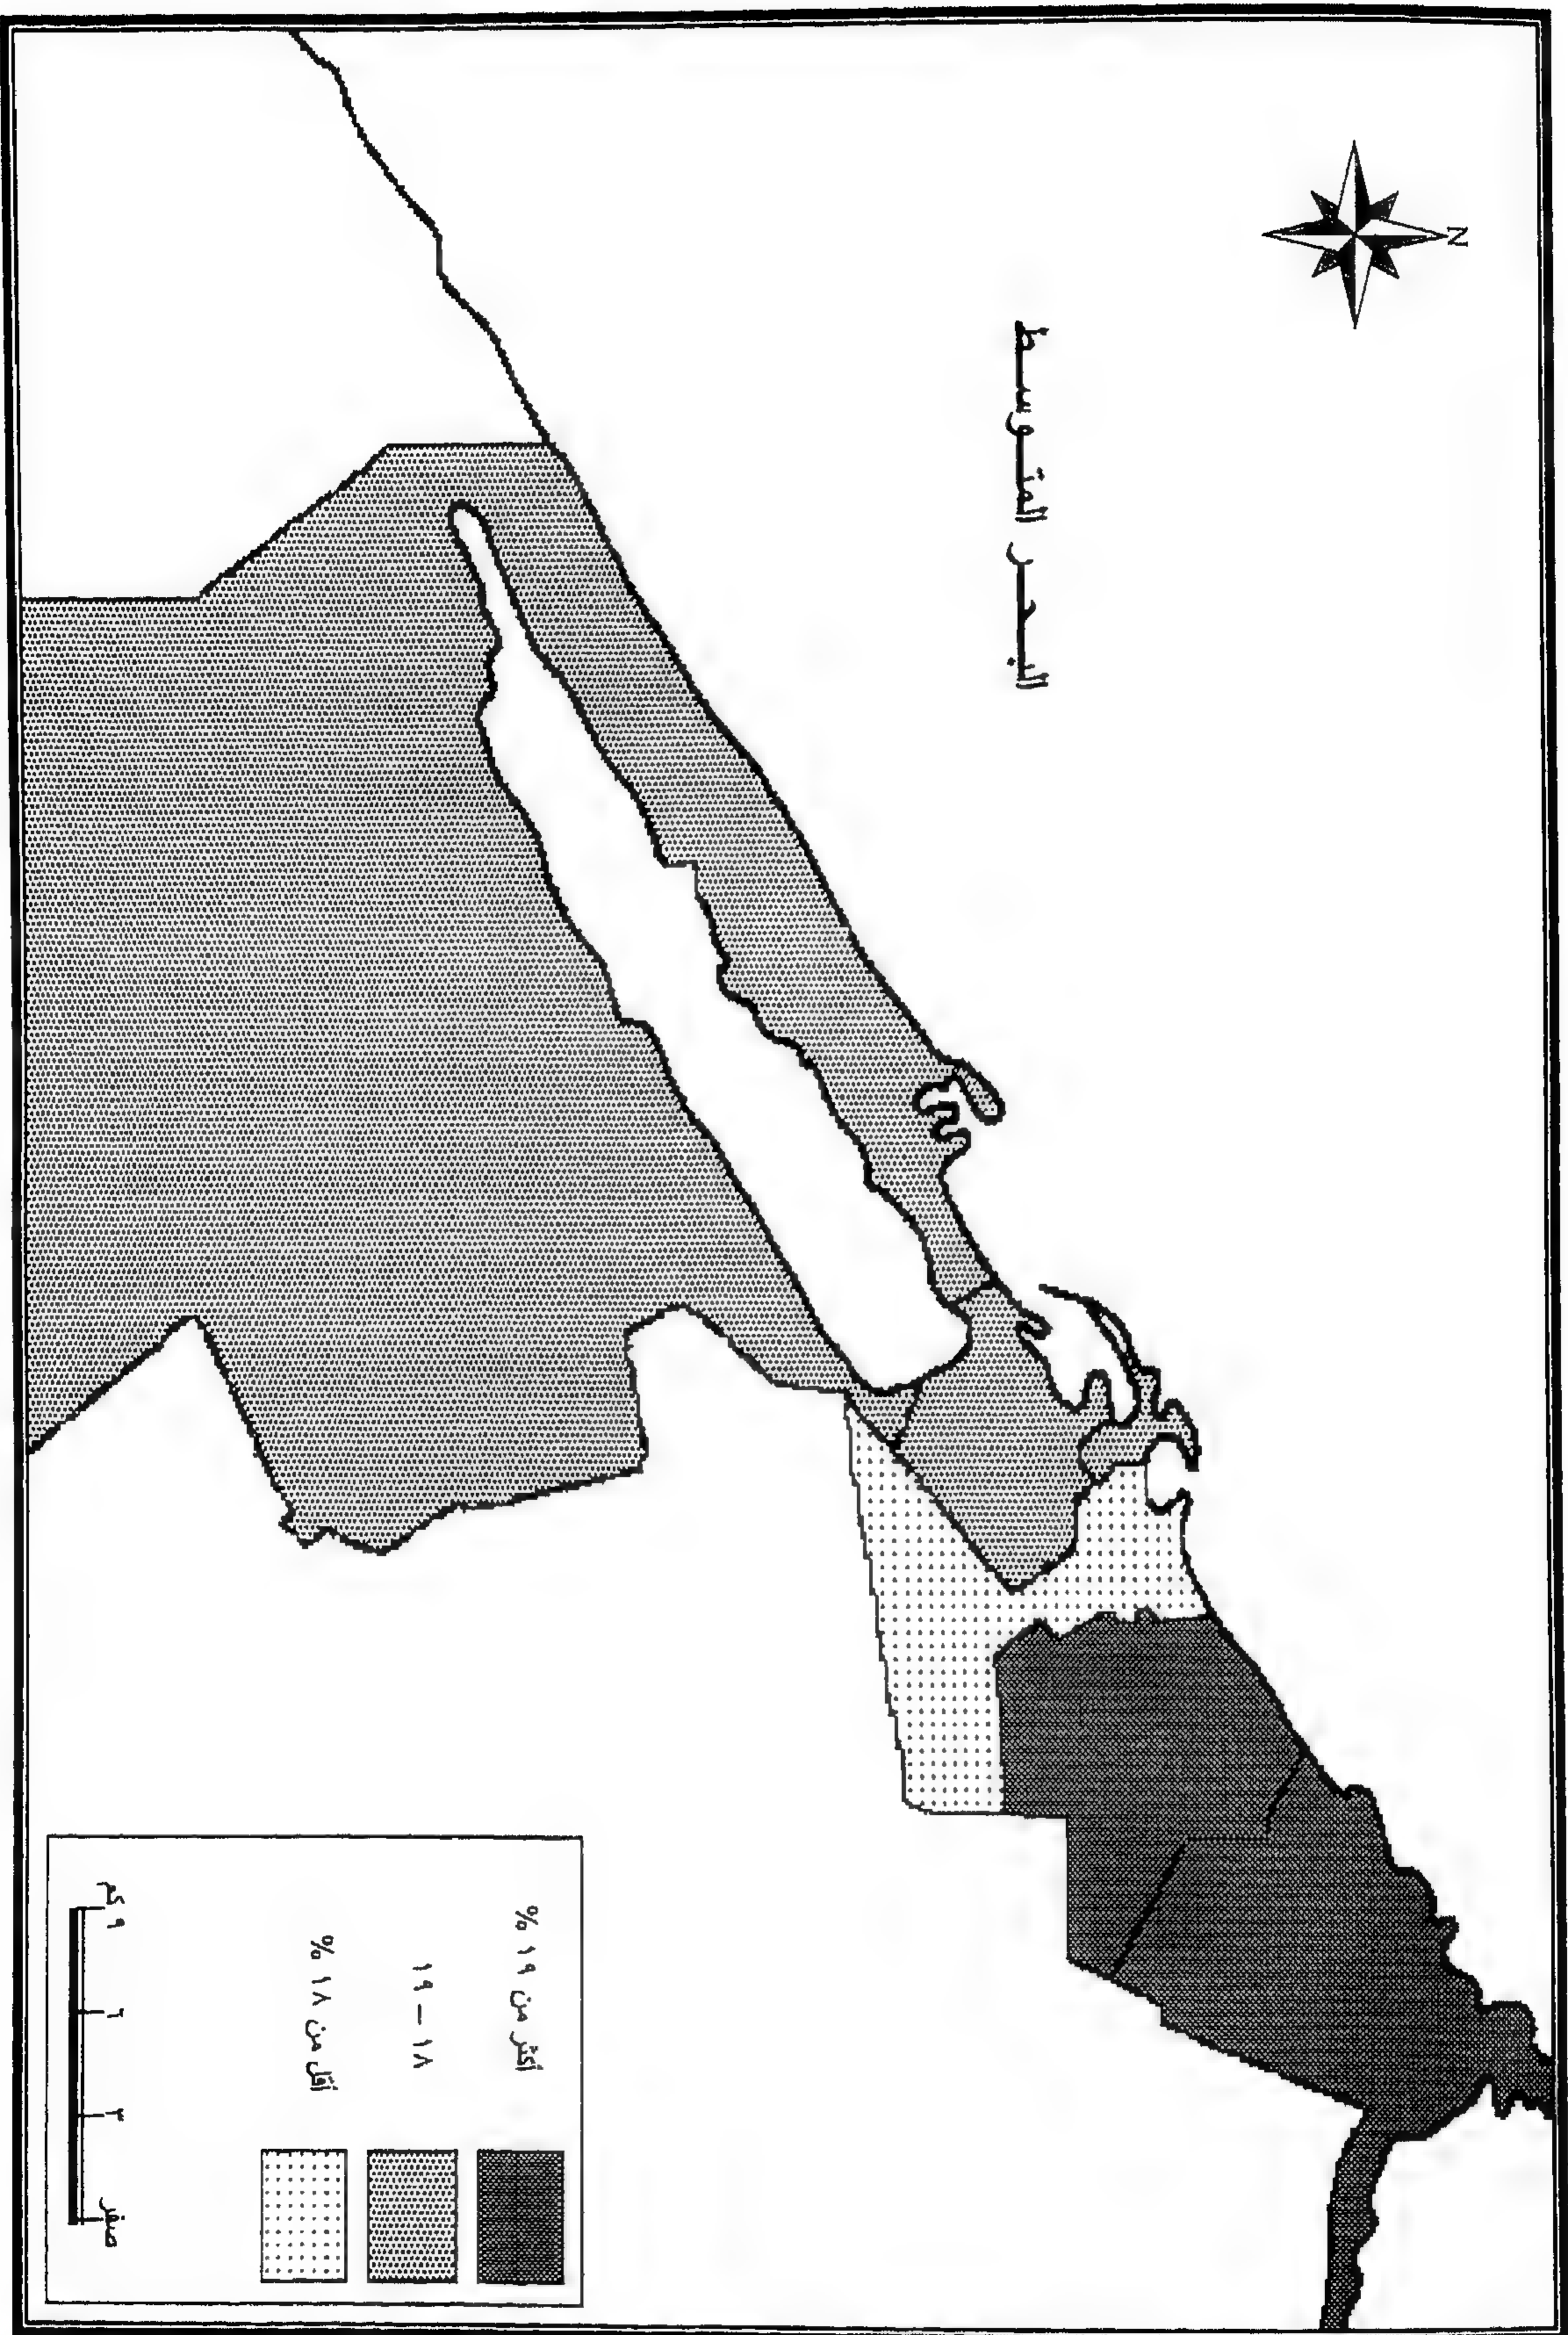 N
البحر المتوسط
أكثر من ١٩ %
١٨ – ١٩
أقل من ١٨ %
صفر ٣ ٦ ٩ كم